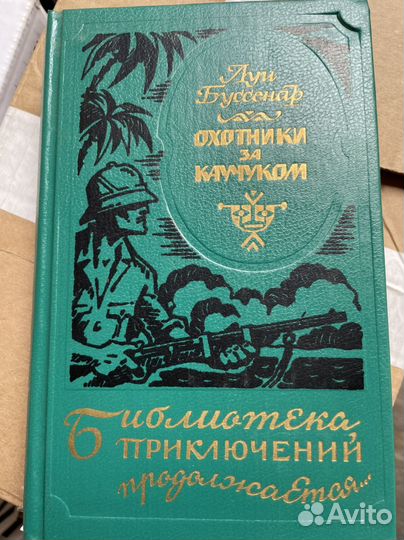 Луи
Буссенар
ОХОТНИКИ
ЗА
КАУЧУКОМ
Библиотека
приключений
продолжается...
Avito